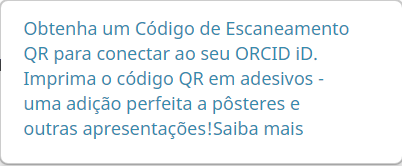 Obtenha um Código de Escaneamento
QR para conectar ao seu ORCID iD.
Imprima o código QR em adesivos -
uma adição perfeita a pôsteres e
outras apresentações!Saiba mais